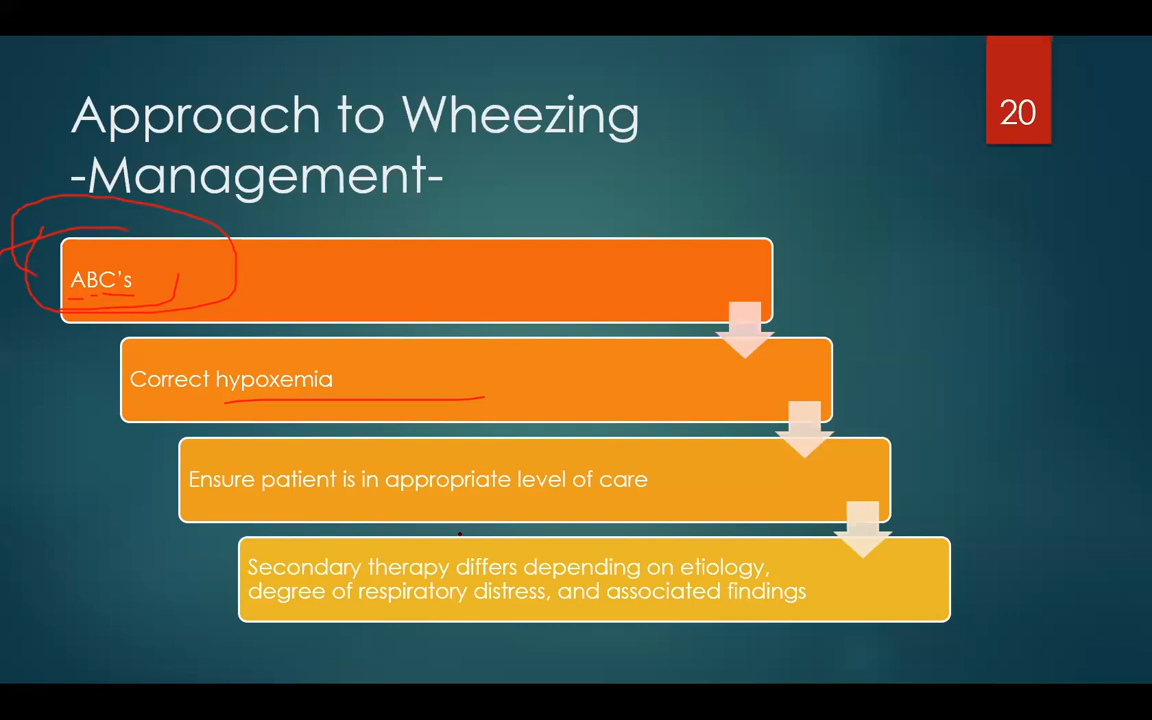 Approach to Wheezing
-Management-
20
ABC's
Correct hypoxemia
Ensure patient is in appropriate level of care
Secondary therapy differs depending on etiology,
degree of respiratory distress, and associated findings